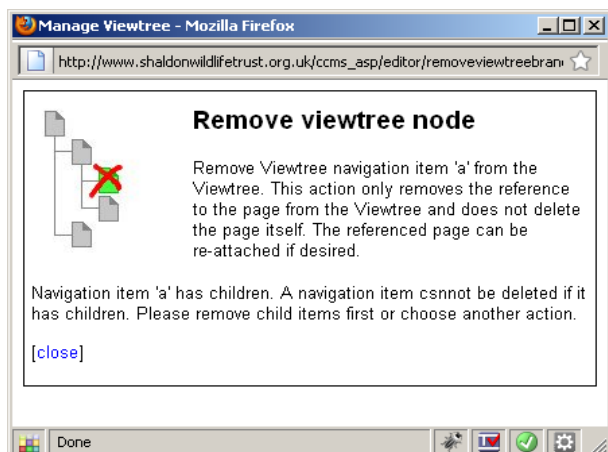 Manage Viewtree - Mozilla Firefox
http://www.shaldonwildlifetrust.org.uk/ccms_asp/editor/removeviewtreebran
Remove viewtree node
Remove Viewtree navigation item 'a' from the
Viewtree. This action only removes the reference
to the page from the Viewtree and does not delete
the page itself. The referenced page can be
re-attached if desired.
Navigation item 'a' has children. A navigation item csnnot be deleted if it
has children. Please remove child items first or choose another action.
[close]
Done